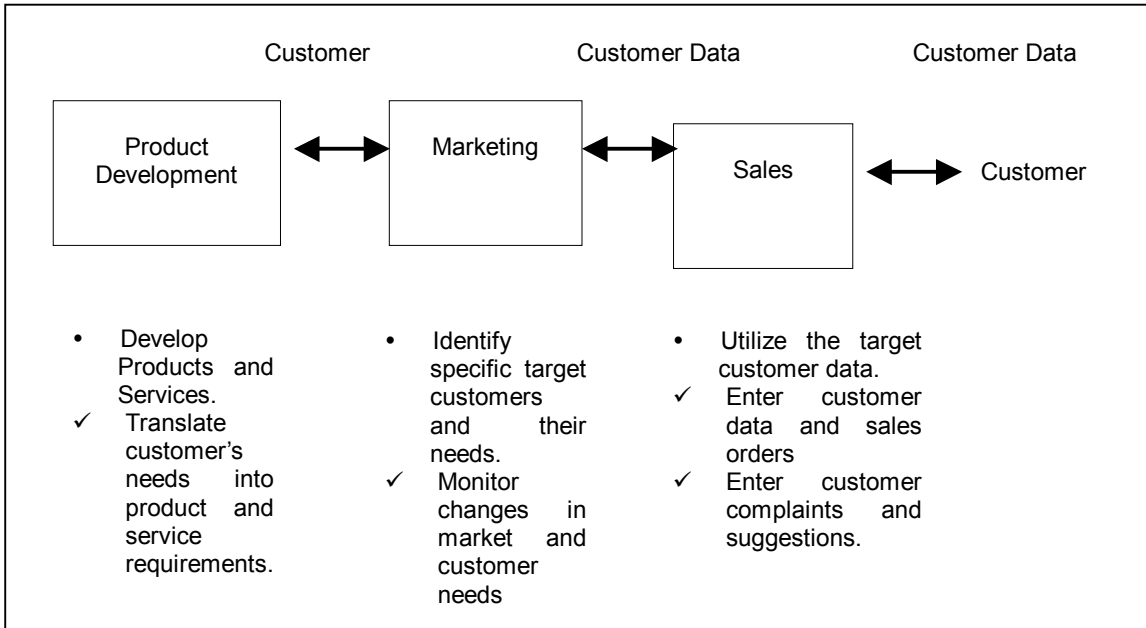 Customer
Customer Data
Customer Data
Product
Development
Marketing
Sales
Customer
• Develop
Products and
Services.
✓ Translate
customer’s
needs into
product and
service
requirements.
• Identify
specific target
customers
and their
needs.
✓ Monitor
changes in
market and
customer
needs
• Utilize the target
customer data.
✓ Enter customer
data and sales
orders
✓ Enter customer
complaints and
suggestions.